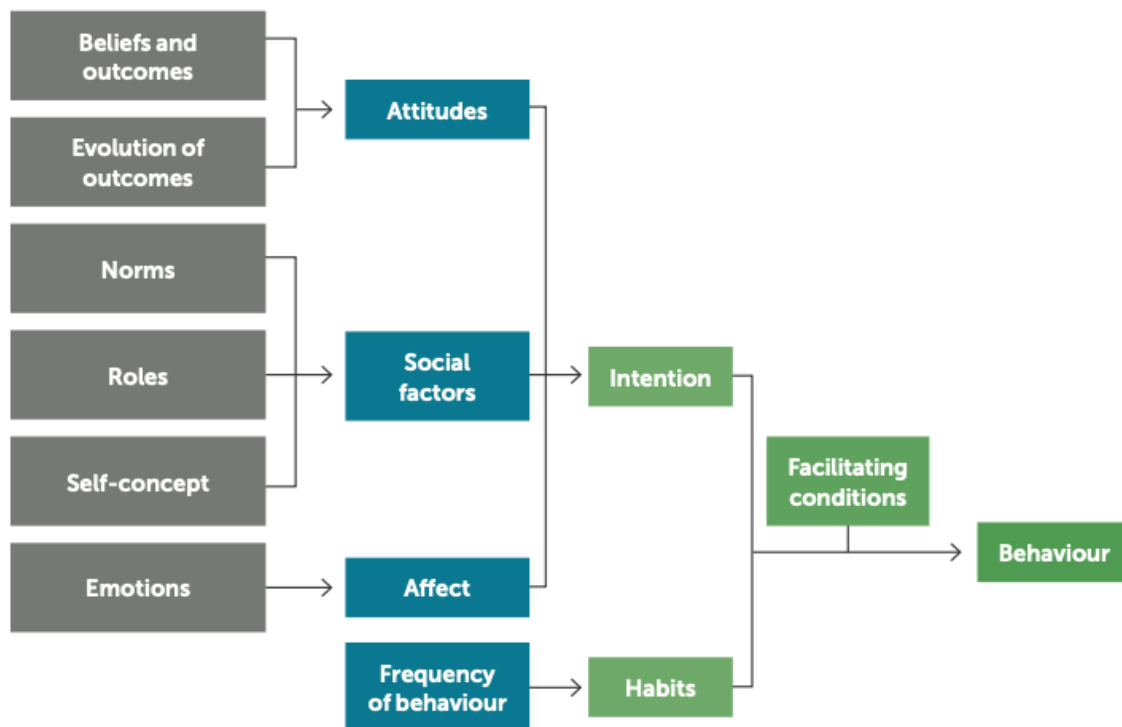 Beliefs and
outcomes
Evolution of
outcomes
Norms
Roles
Self-concept
Emotions
Attitudes
Social
factors
Affect
Frequency
of behaviour
Intention
Habits
Facilitating
conditions
Behaviour